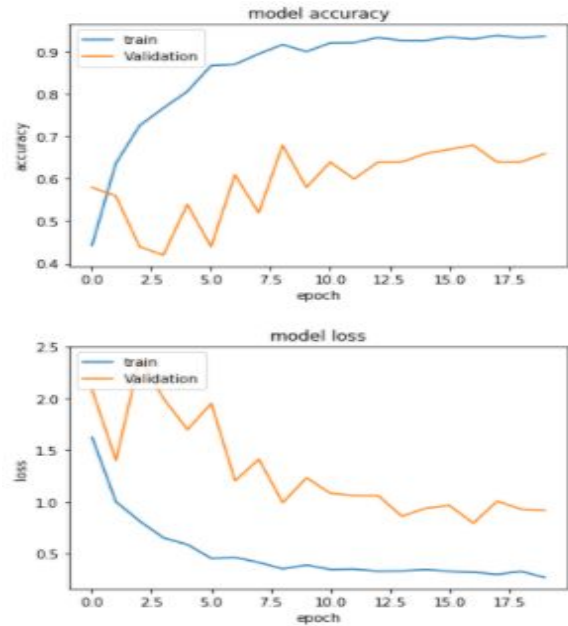 model accuracy
train
Validation
0.9
0.8
0.7
0.6
0.5
0.4
accuracy
0.0 2.5 5.0 7.5 10.0 12.5 15.0 17.5
epoch
model loss
train
Validation
2.5
2.0
1.5
1.0
0.5
loss
0.0 2.5 5.0 7.5 10.0 12.5 15.0 17.5
epoch